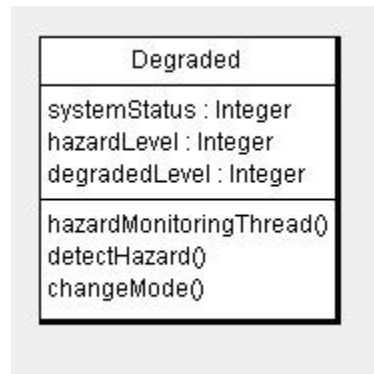 Degraded
systemStatus : Integer
hazardLevel : Integer
degradedLevel : Integer
hazardMonitoringThread()
detectHazard()
changeMode()